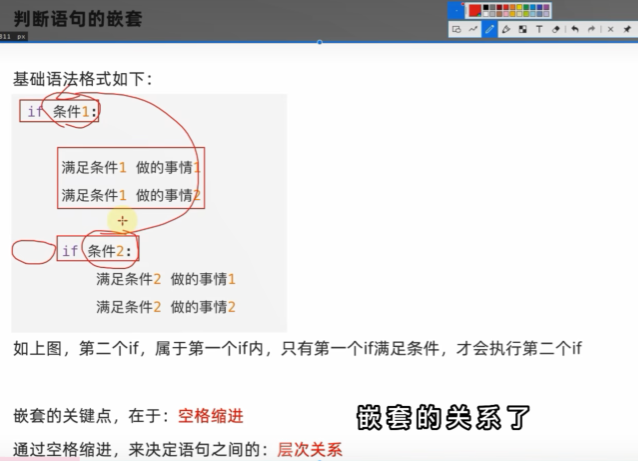 判断语句的嵌套
811 px
基础语法格式如下：
if 条件1:
满足条件1 做的事情1
满足条件1 做的事情2
if 条件2:
满足条件2 做的事情1
满足条件2 做的事情2
如上图，第二个if，属于第一个if内，只有第一个if满足条件，才会执行第二个if
嵌套的关键点，在于：空格缩进
嵌套的关系了
通过空格缩进，来决定语句之间的：层次关系